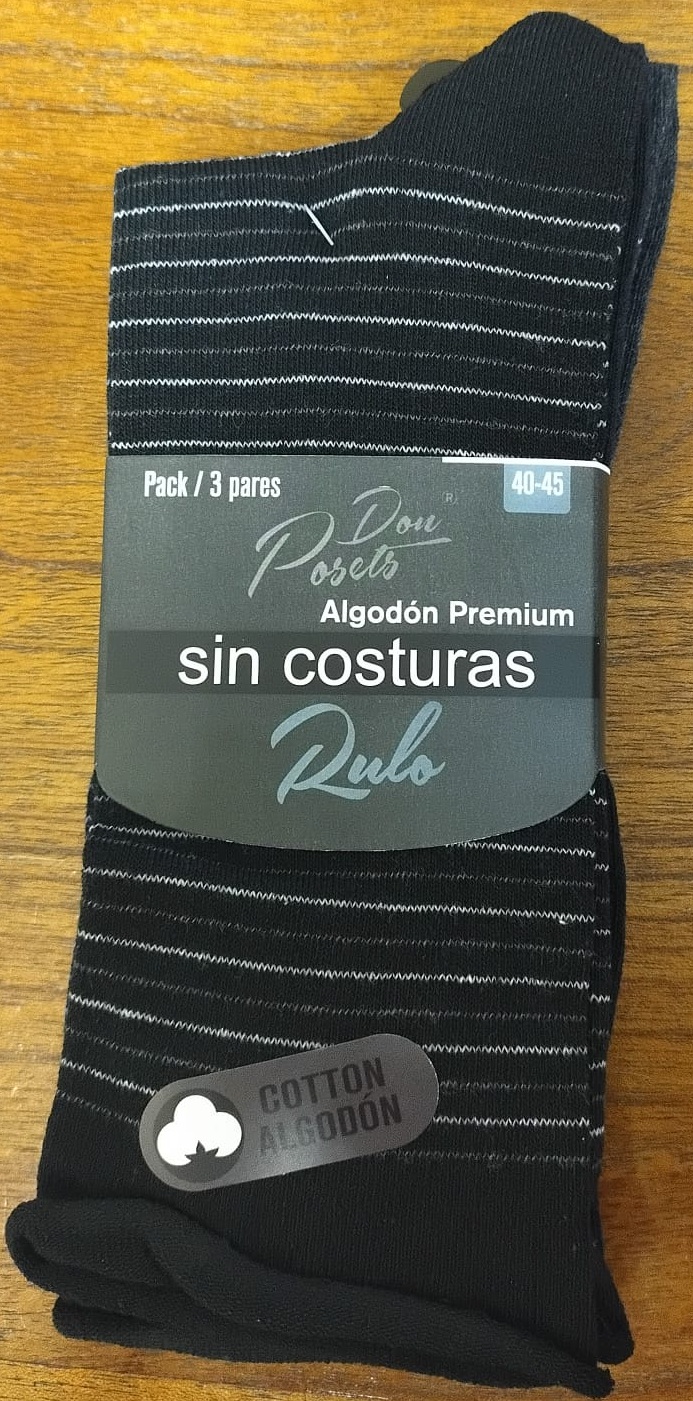 Pack / 3 pares
40-45
Don ®
Posets
Algodón Premium
sin costuras
Rulo
COTTON
ALGODÓN